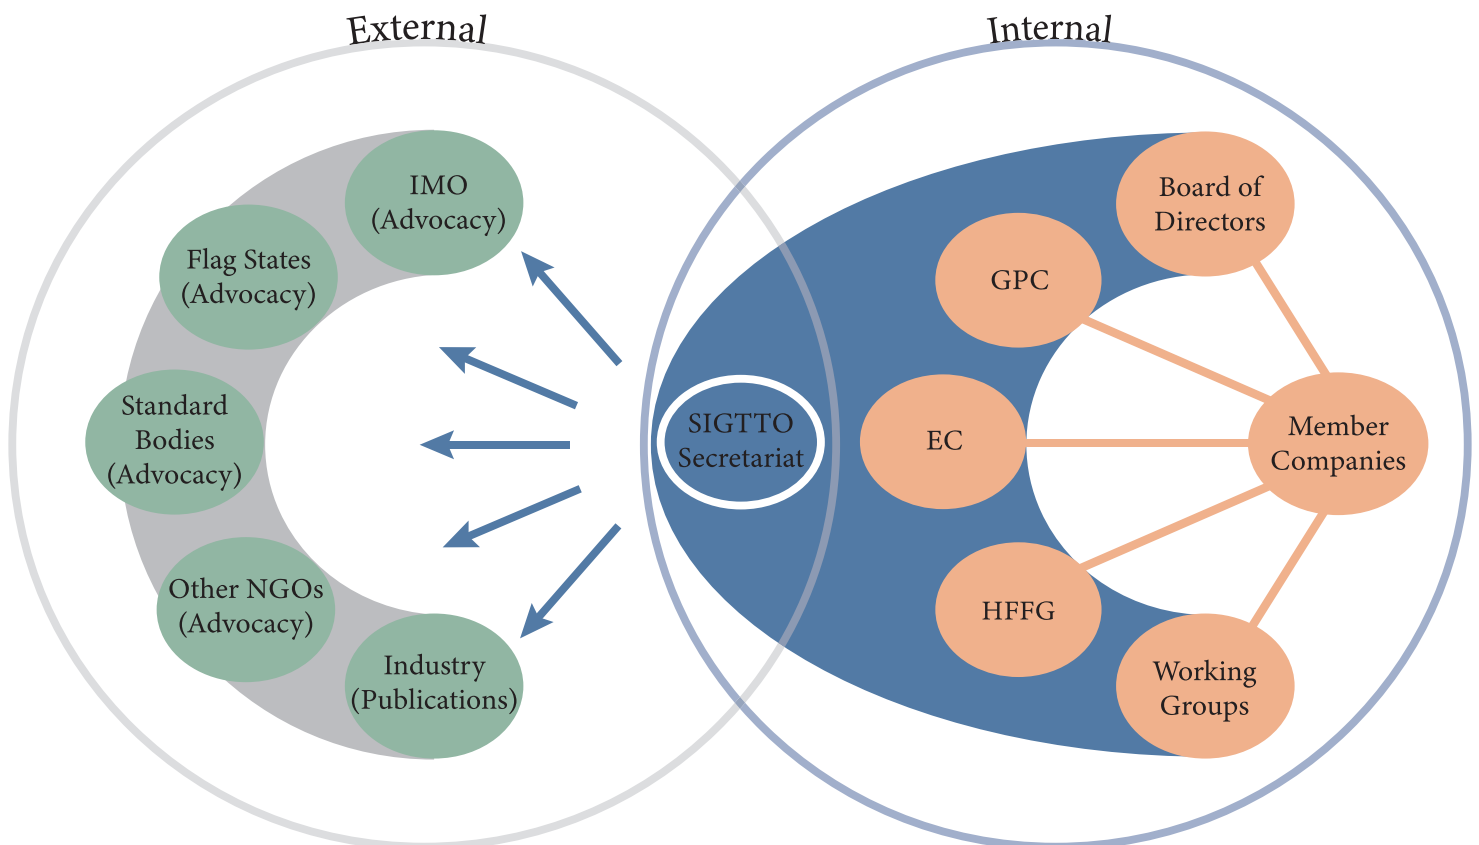 External
Internal
IMO
(Advocacy)
Flag States
(Advocacy)
Standard
Bodies
(Advocacy)
Other NGOs
(Advocacy)
Industry
(Publications)
SIGTTO
Secretariat
Board of
Directors
GPC
EC
HFFG
Working
Groups
Member
Companies